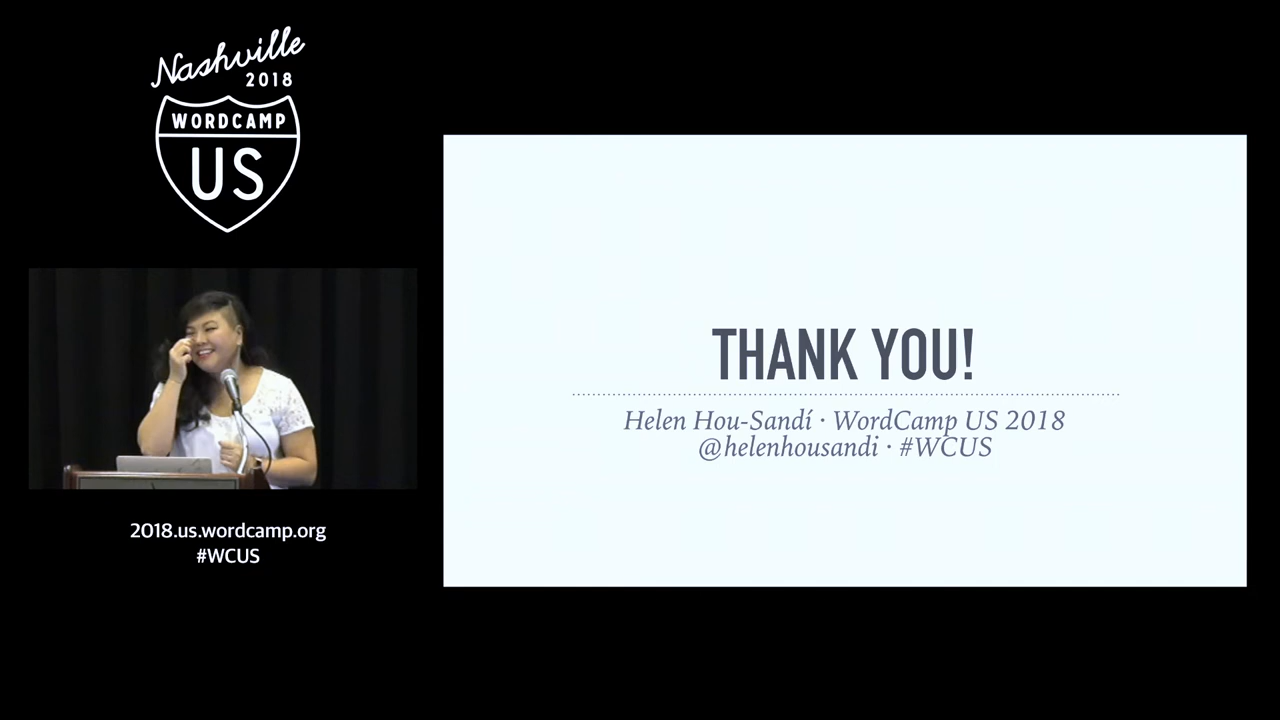 Nashville
2018
WORDCAMP
US
2018.us.wordcamp.org
#WCUS
THANK YOU!
Helen Hou-Sandí · WordCamp US 2018
@helenhousandi · #WCUS